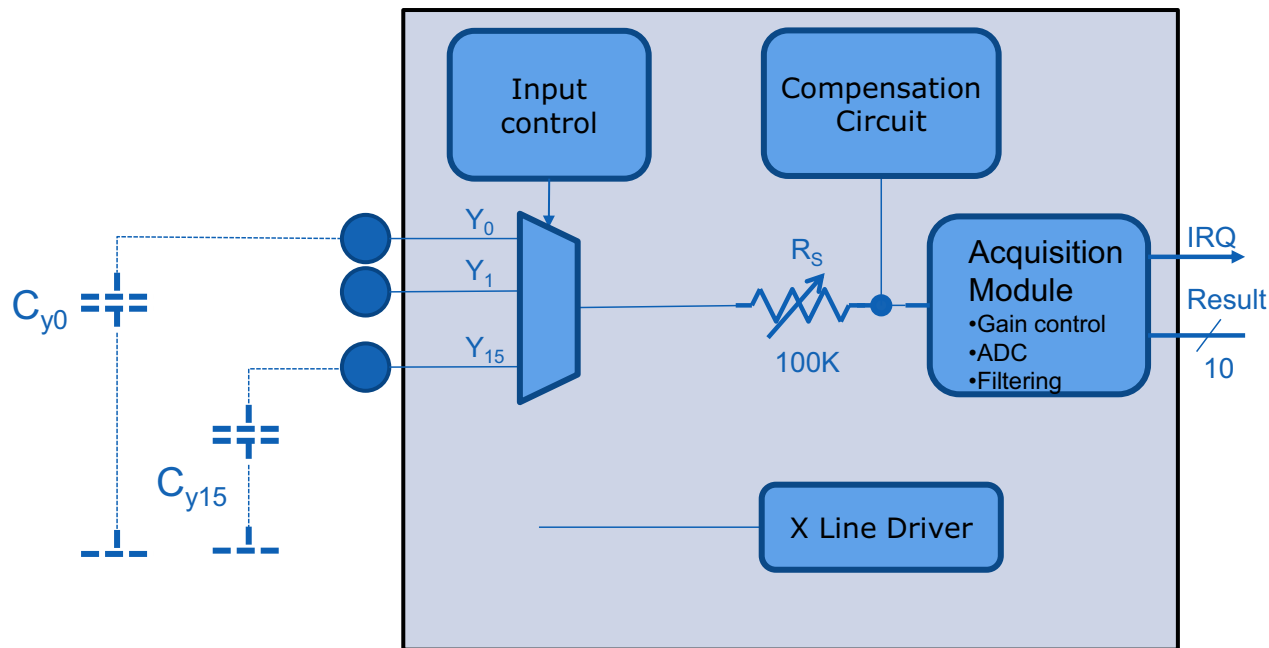 Input
control
Compensation
Circuit
Y0
Y1
Y15
Cy0
Cy15
RS
100K
Acquisition
Module
•Gain control
•ADC
•Filtering
IRQ
Result
10
X Line Driver